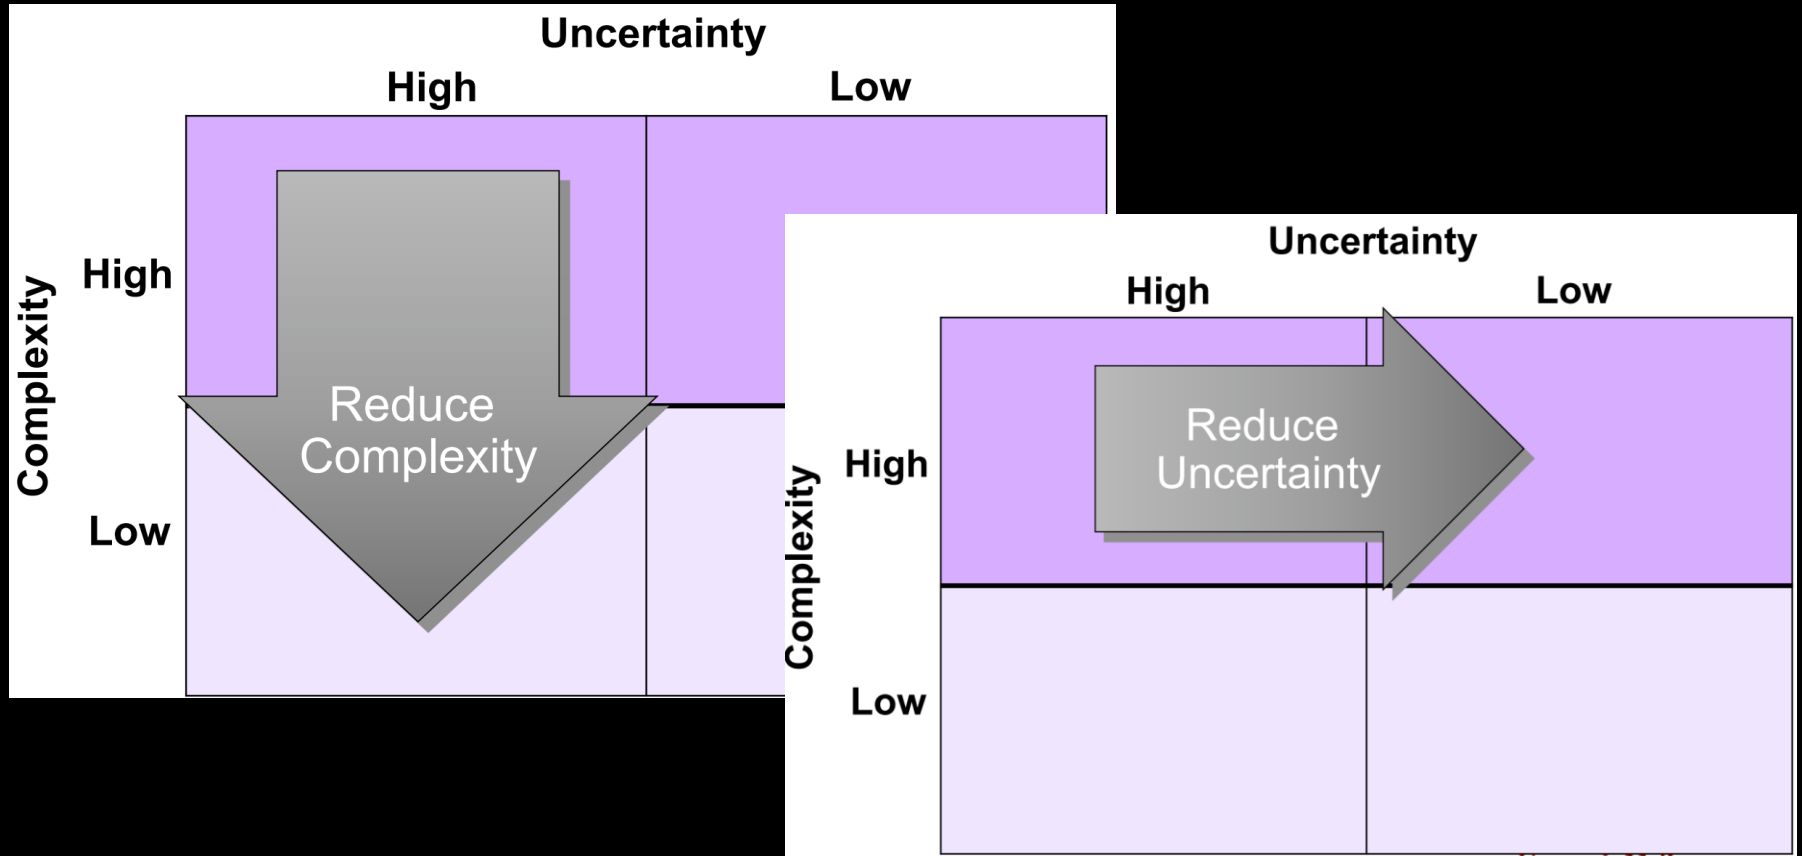 Uncertainty
High Low
High
Complexity
Reduce
Complexity
Low
Uncertainty
High Low
High
Complexity
Reduce
Uncertainty
Low